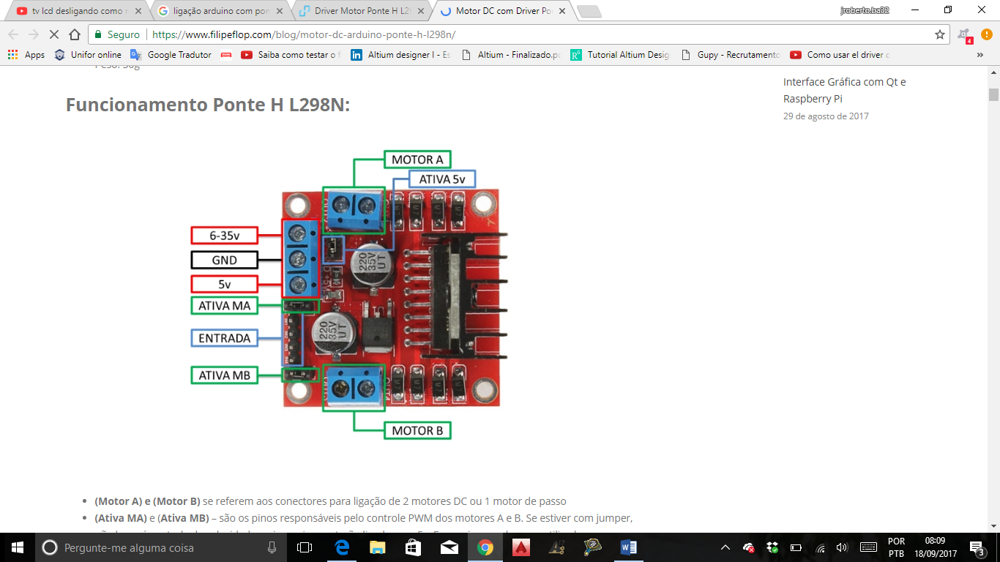 tv lcd desligando como
ligação arduino com pon
Driver Motor Ponte H L29
Motor DC com Driver Po
jroberto.ba32
Seguro
https://www.filipeflop.com/blog/motor-dc-arduino-ponte-h-l298n/
4
Apps
Unifor online
Google Tradutor
Saiba como testar o f
Altium designer I - Es
Altium - Finalizado.pd
Tutorial Altium Desig
Gupy - Recrutamento
Como usar el driver
»
Peso: 30g
Interface Gráfica com Qt e
Raspberry Pi
29 de agosto de 2017
Funcionamento Ponte H L298N:
MOTOR A
ATIVA 5v
6-35v
GND
5v
ATIVA MA
ENTRADA
ATIVA MB
MOTOR B
220
35V
UT
220
35V
UT
(Motor A) e (Motor B) se referem aos conectores para ligação de 2 motores DC ou 1 motor de passo
(Ativa MA) e (Ativa MB) – são os pinos responsáveis pelo controle PWM dos motores A e B. Se estiver com jumper,
Pergunte-me alguma coisa
POR
PTB
08:09
18/09/2017
3